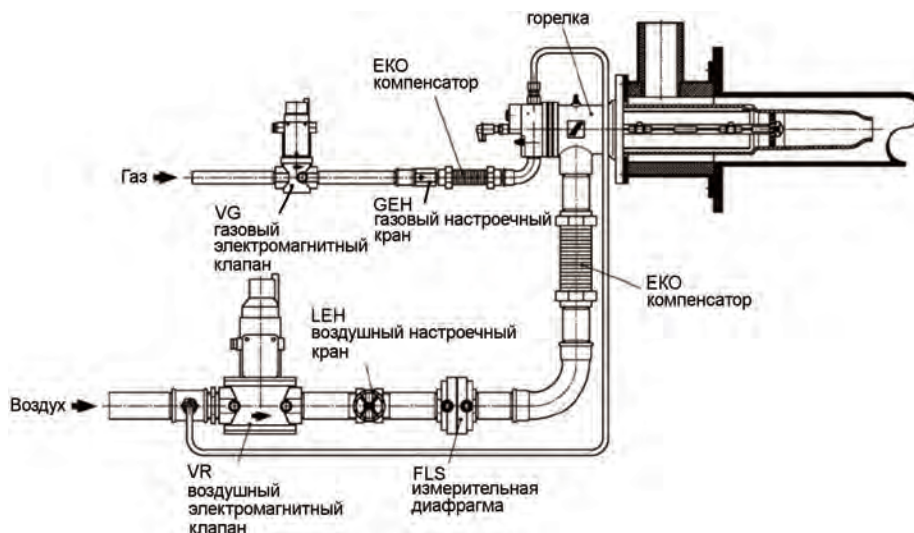 горелка
ЕКО
компенсатор
Газ
VG
газовый
электромагнитный
клапан
GEH
газовый настроечный
кран
ЕКО
компенсатор
LEH
воздушный настроечный
кран
Воздух
VR
воздушный
электромагнитный
клапан
FLS
измерительная
диафрагма